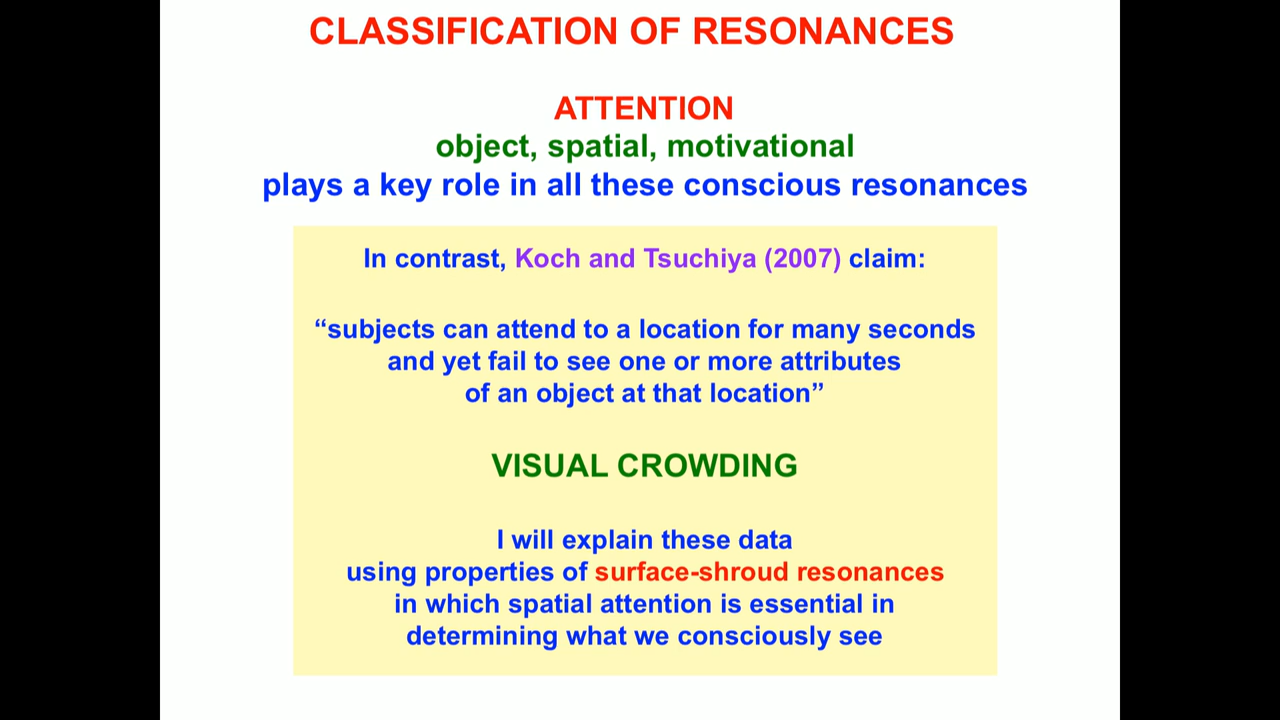 CLASSIFICATION OF RESONANCES
ATTENTION
object, spatial, motivational
plays a key role in all these conscious resonances
In contrast, Koch and Tsuchiya (2007) claim:
“subjects can attend to a location for many seconds
and yet fail to see one or more attributes
of an object at that location”
VISUAL CROWDING
I will explain these data
using properties of surface-shroud resonances
in which spatial attention is essential in
determining what we consciously see